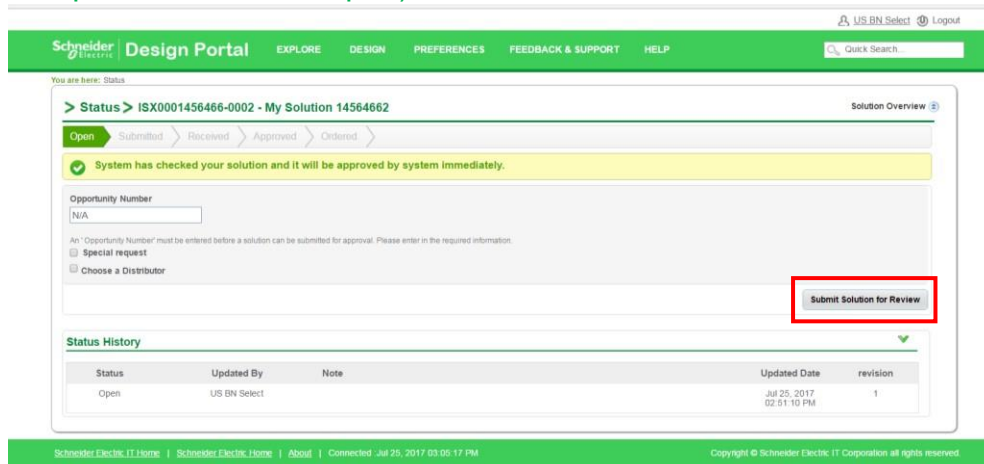 US BN Select Logout
Schneider Electric Design Portal EXPLORE DESIGN PREFERENCES FEEDBACK & SUPPORT HELP Quick Search...
You are here: Status
> Status > ISX0001456466-0002 - My Solution 14564662 Solution Overview
Open Submitted Received Approved Ordered
System has checked your solution and it will be approved by system immediately.
Opportunity Number
N/A
An 'Opportunity Number' must be entered before a solution can be submitted for approval. Please enter in the required information.
Special request
Choose a Distributor
Submit Solution for Review
Status History
Status Updated By Note Updated Date revision
Open US BN Select Jul 25, 2017 1
02:51:10 PM
Schneider Electric IT Home | Schneider Electric Home | About | Connected :Jul 25, 2017 03:05:17 PM Copyright © Schneider Electric IT Corporation all rights reserved.